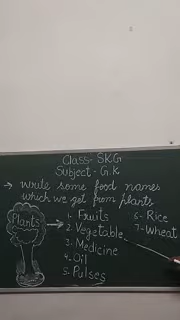 Class- SKG
Subject- G.K
→ write some food names
which we get from plants
Plants
1. Fruits
2. Vegetable
3. Medicine
4. Oil
5. Pulses
6- Rice
7- Wheat